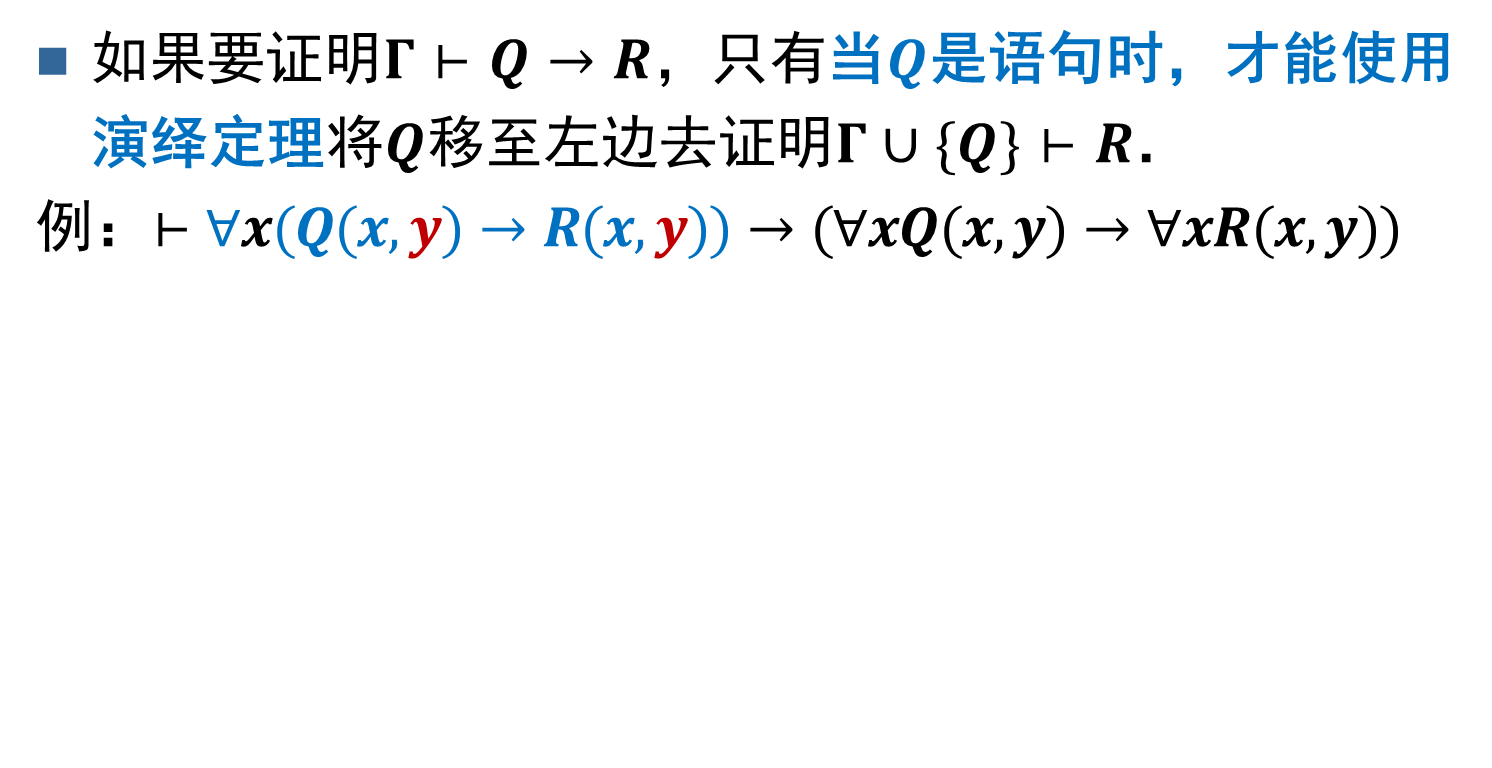 ■ 如果要证明Γ ⊢ Q → R，只有当Q是语句时，才能使用
演绎定理将Q移至左边去证明Γ ∪ {Q} ⊢ R．
例：⊢ ∀x(Q(x, y) → R(x, y)) → (∀xQ(x, y) → ∀xR(x, y))